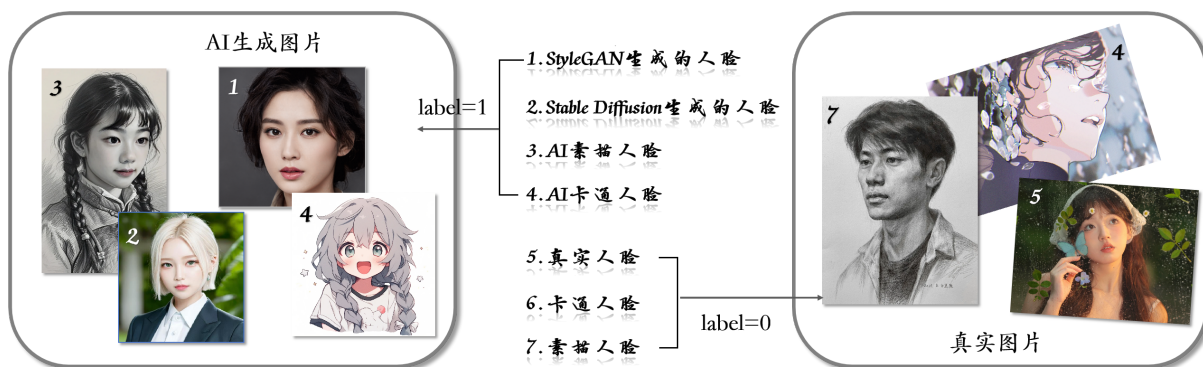 AI生成图片
3
1
2
4
label=1
1.StyleGAN生成的人脸
2.Stable Diffusion生成的人脸
3.AI素描人脸
4.AI卡通人脸
5.真实人脸
6.卡通人脸
7.素描人脸
label=0
7
4
5
真实图片